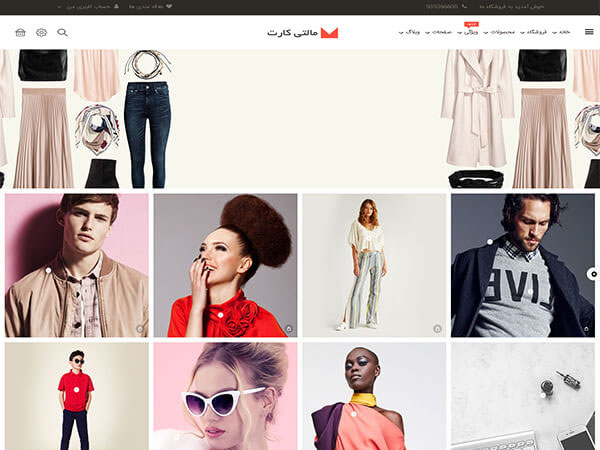 خوش آمدید به فروشگاه ما
925266605
علاقه مندی ها
حساب کاربری من
خانه فروشگاه محصولات ویژگی صفحات وبلاگ
مالتی کارت
LIVE